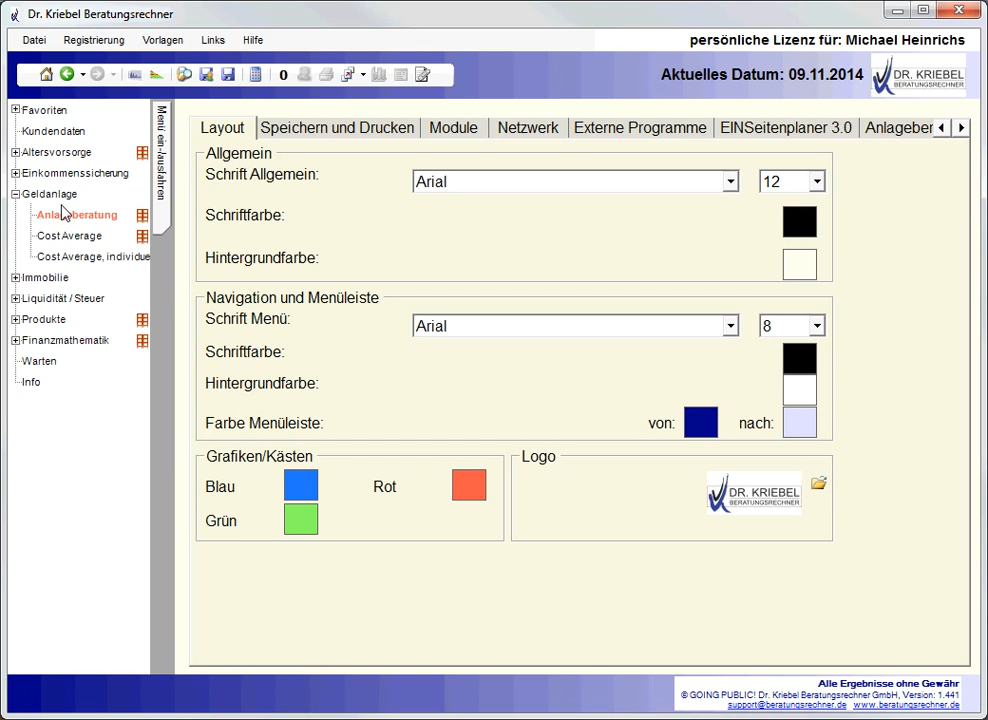 Dr. Kriebel Beratungsrechner
Datei Registrierung Vorlagen Links Hilfe
persönliche Lizenz für: Michael Heinrichs
0
Aktuelles Datum: 09.11.2014
DR. KRIEBEL
BERATUNGSRECHNER
Favoriten
Kundendaten
Altersvorsorge
Einkommenssicherung
Geldanlage
Anlageberatung
Cost Average
Cost Average, individue
Immobilie
Liquidität / Steuer
Produkte
Finanzmathematik
Warten
Info
Menü ein-/ausfahren
Layout Speichern und Drucken Module Netzwerk Externe Programme EINSeitenplaner 3.0 Anlageber
Allgemein
Schrift Allgemein: Arial 12
Schriftfarbe:
Hintergrundfarbe:
Navigation und Menüleiste
Schrift Menü: Arial 8
Schriftfarbe:
Hintergrundfarbe:
Farbe Menüleiste: von: nach:
Grafiken/Kästen
Blau Rot
Grün
Logo
DR. KRIEBEL
BERATUNGSRECHNER
Alle Ergebnisse ohne Gewähr
© GOING PUBLIC! Dr. Kriebel Beratungsrechner GmbH, Version: 1.441
support@beratungsrechner.de www.beratungsrechner.de